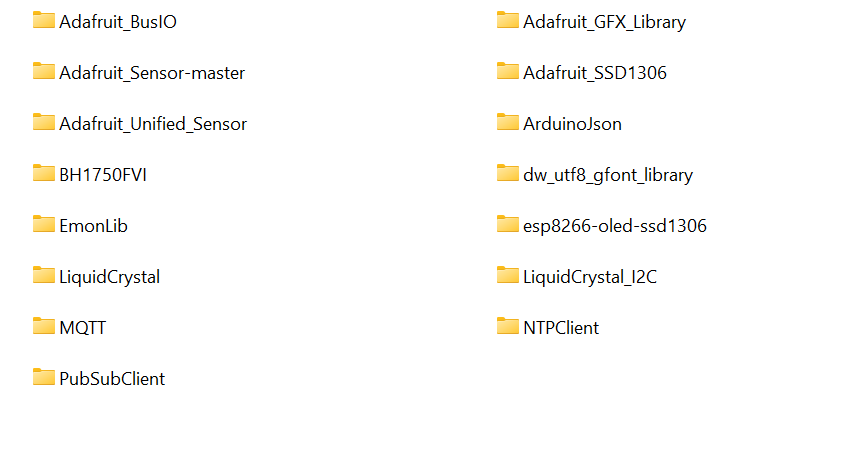 Adafruit_BusIO
Adafruit_GFX_Library
Adafruit_Sensor-master
Adafruit_SSD1306
Adafruit_Unified_Sensor
ArduinoJson
BH1750FVI
dw_utf8_gfont_library
EmonLib
esp8266-oled-ssd1306
LiquidCrystal
LiquidCrystal_I2C
MQTT
NTPClient
PubSubClient